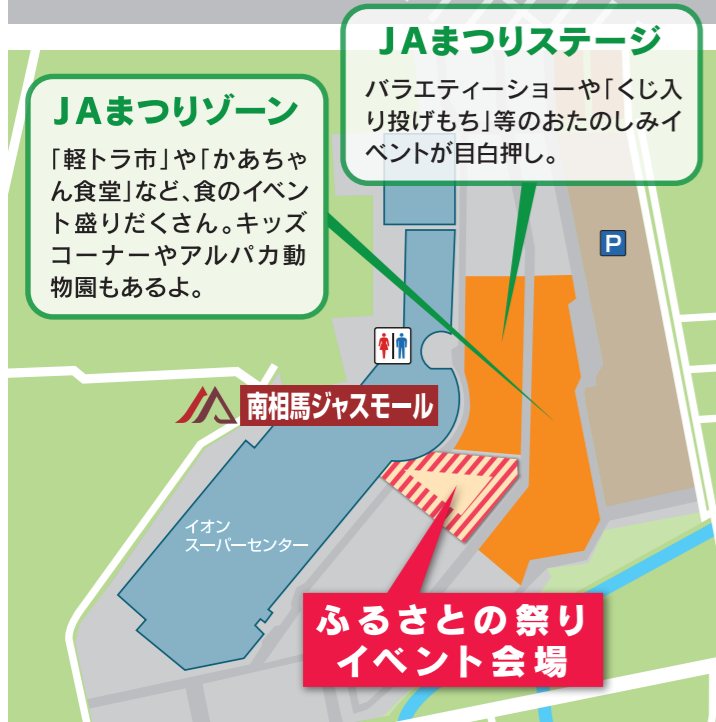 JAまつりステージ
バラエティーショーや「くじ入
り投げもち」等のおたのしみイ
ベントが目白押し。
JAまつりゾーン
「軽トラ市」や「かあちゃ
ん食堂」など、食のイベン
ト盛りだくさん。キッズ
コーナーやアルパカ動
物園もあるよ。
P
南相馬ジャスモール
イオン
スーパーセンター
ふるさとの祭り
イベント会場